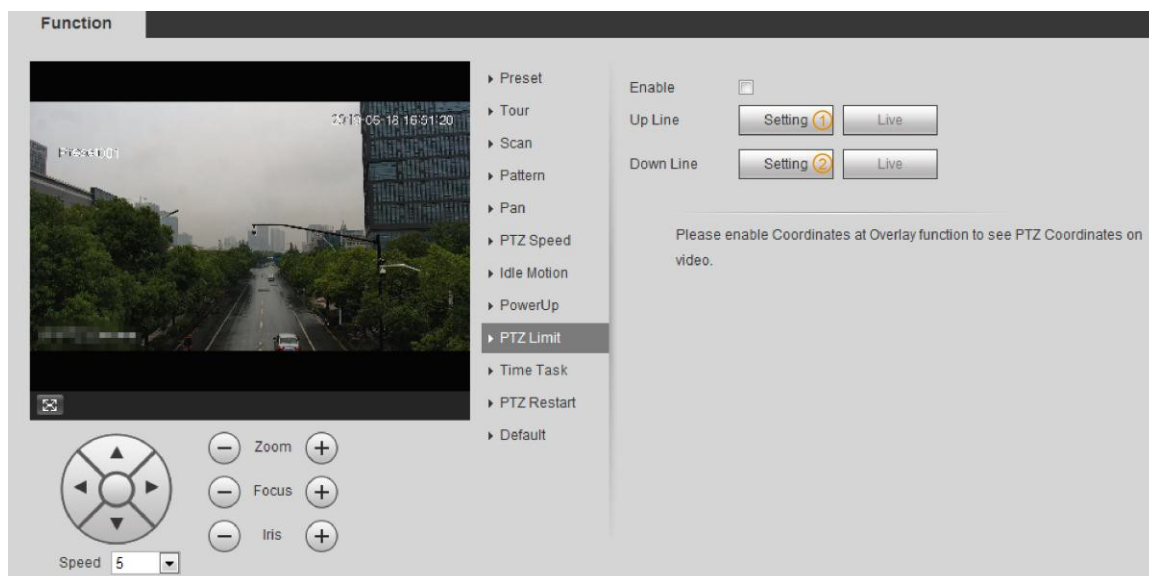 Function
Preset
Tour
Scan
Pattern
Pan
PTZ Speed
Idle Motion
PowerUp
PTZ Limit
Time Task
PTZ Restart
Default
Enable
Up Line
Setting 1
Live
Down Line
Setting 2
Live
Please enable Coordinates at Overlay function to see PTZ Coordinates on
video.
Zoom
Focus
Iris
Speed 5